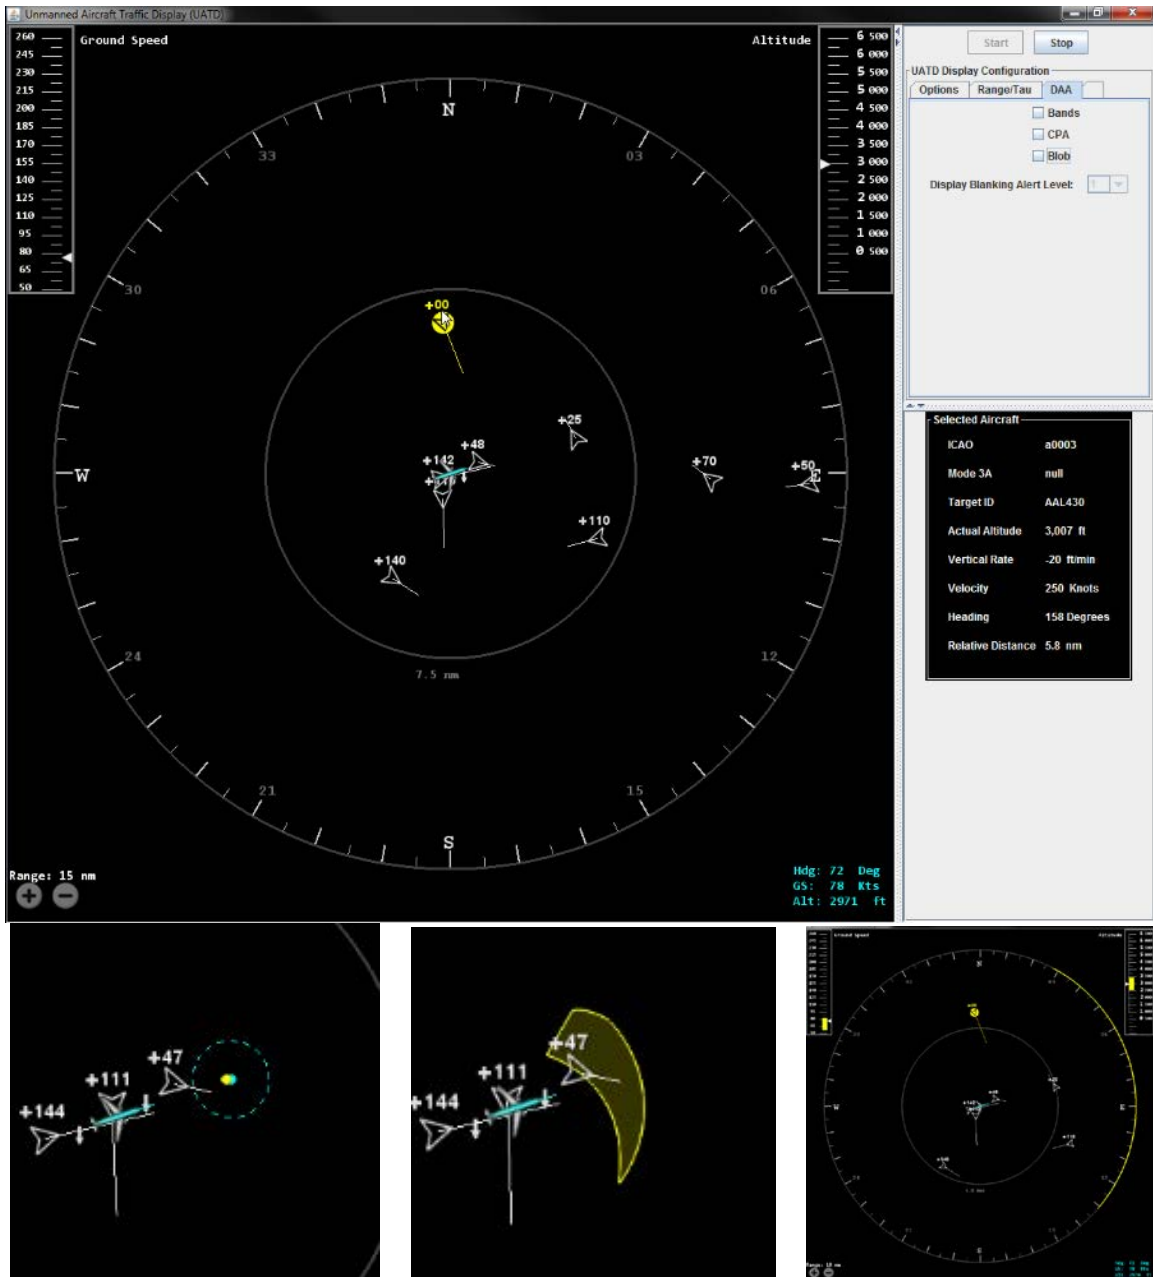 Unmanned Aircraft Traffic Display (UATD)
Ground Speed
Altitude
260
245
230
215
200
185
170
155
140
125
110
95
80
65
50
6 500
6 000
5 500
5 000
4 500
4 000
3 500
3 000
2 500
2 000
1 500
1 000
0 500
N
33
03
30
06
W
E
24
12
21
15
S
+00
+25
+48
+142
+70
+50
+110
+140
7.5 nm
Range: 15 nm
Hdg: 72 Deg
GS: 78 Kts
Alt: 2971 ft
Start
Stop
UATD Display Configuration
Options
Range/Tau
DAA
Bands
CPA
Blob
Display Blanking Alert Level:
1
Selected Aircraft
ICAO a0003
Mode 3A null
Target ID AAL430
Actual Altitude 3,007 ft
Vertical Rate -20 ft/min
Velocity 250 Knots
Heading 158 Degrees
Relative Distance 5.8 nm
+47
+111
+144
+47
+111
+144
Ground Speed
Altitude